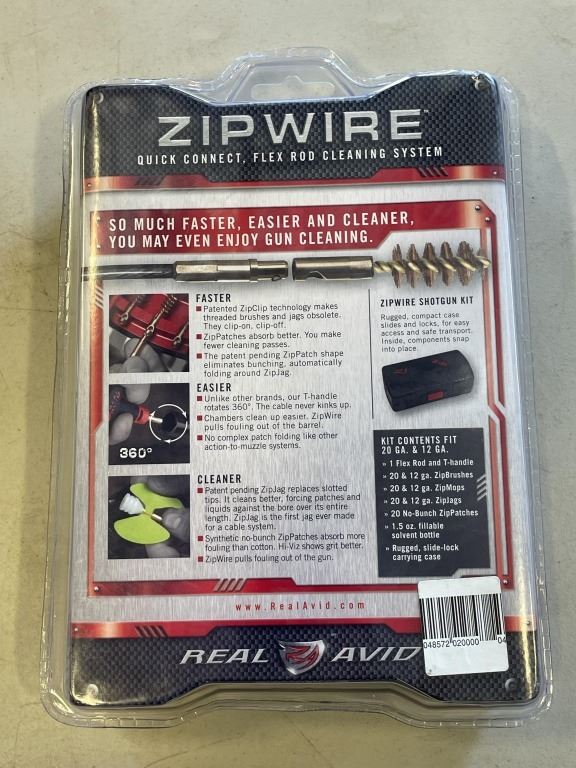 ZIPWIRE™
QUICK CONNECT, FLEX ROD CLEANING SYSTEM
SO MUCH FASTER, EASIER AND CLEANER,
YOU MAY EVEN ENJOY GUN CLEANING.
FASTER
■ Patented ZipClip technology makes
threaded brushes and jags obsolete.
They clip-on, clip-off.
■ ZipPatches absorb better. You make
fewer cleaning passes.
■ The patent pending ZipPatch shape
eliminates bunching, automatically
folding around ZipJag.
EASIER
■ Unlike other brands, our T-handle
rotates 360°. The cable never kinks up.
■ Chambers clean up easier. ZipWire
pulls fouling out of the barrel.
■ No complex patch folding like other
action-to-muzzle systems.
360°
CLEANER
■ Patent pending ZipJag replaces slotted
tips. It cleans better, forcing patches and
liquids against the bore over its entire
length. ZipJag is the first jag ever made
for a cable system.
■ Synthetic no-bunch ZipPatches absorb more
fouling than cotton. Hi-Viz shows grit better.
■ ZipWire pulls fouling out of the gun.
ZIPWIRE SHOTGUN KIT
Rugged, compact case
slides and locks, for easy
access and safe transport.
Inside, components snap
into place.
KIT CONTENTS FIT
20 GA. & 12 GA.
» 1 Flex Rod and T-handle
» 20 & 12 ga. ZipBrushes
» 20 & 12 ga. ZipMops
» 20 & 12 ga. ZipJags
» 20 No-Bunch ZipPatches
» 1.5 oz. fillable
solvent bottle
» Rugged, slide-lock
carrying case
www.RealAvid.com
REAL AVID
048572 020000 04